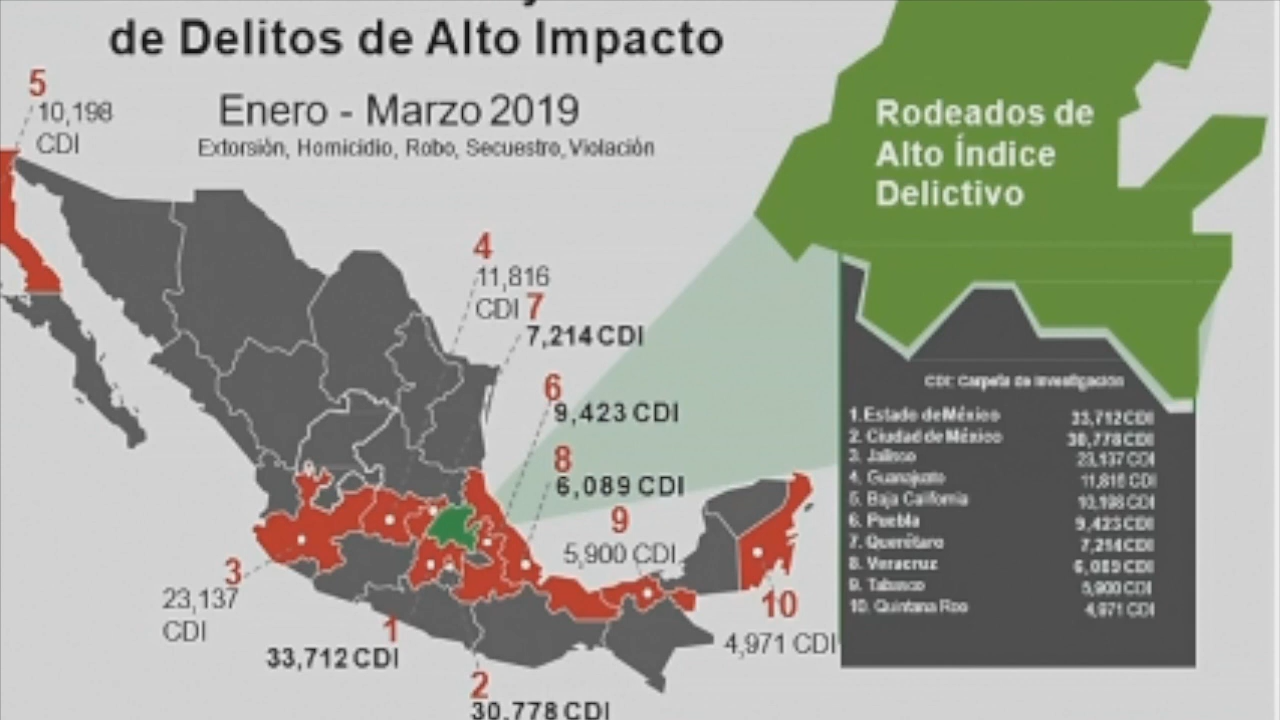 de Delitos de Alto Impacto
Enero - Marzo 2019
Extorsión, Homicidio, Robo, Secuestro, Violación
5
10,198
CDI
4
11,816
CDI
7
7,214 CDI
6
9,423 CDI
8
6,089 CDI
9
5,900 CDI
10
4,971 CDI
3
23,137
CDI
1
33,712 CDI
2
30,778 CDI
Rodeados de
Alto Índice
Delictivo
CDI: Carpeta de Investigación
1. Estado de México 33,712 CDI
2. Ciudad de México 30,778 CDI
3. Jalisco 23,137 CDI
4. Guanajuato 11,816 CDI
5. Baja California 10,198 CDI
6. Puebla 9,423 CDI
7. Querétaro 7,214 CDI
8. Veracruz 6,089 CDI
9. Tabasco 5,900 CDI
10. Quintana Roo 4,971 CDI